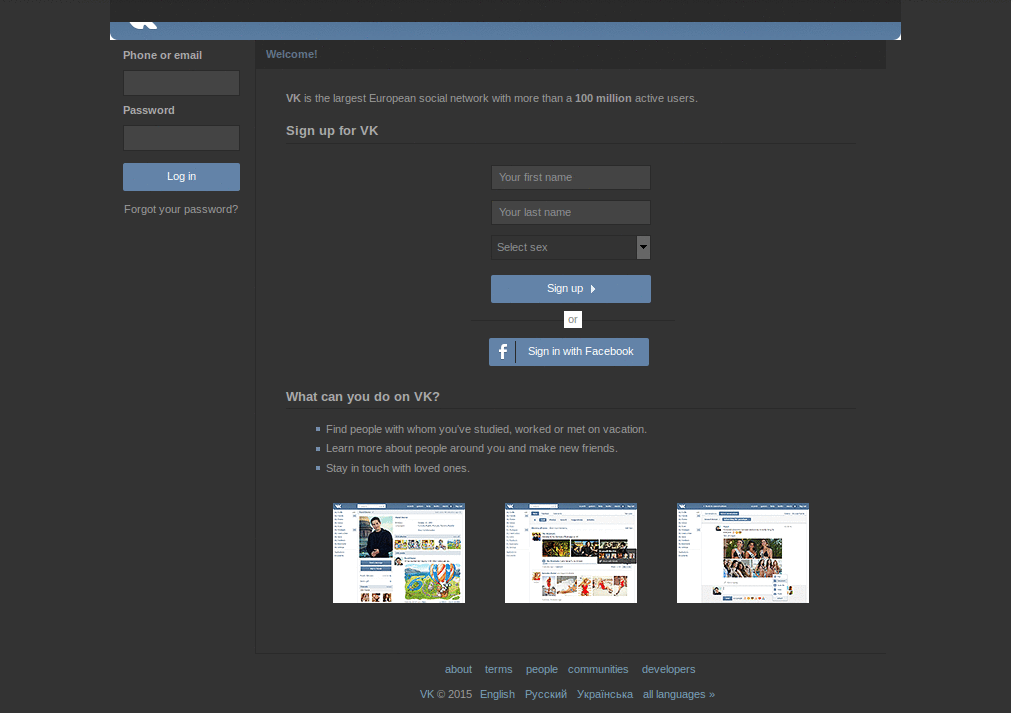 Phone or email
Password
Log in
Forgot your password?
Welcome!
VK is the largest European social network with more than a 100 million active users.
Sign up for VK
Your first name
Your last name
Select sex
Sign up
or
Sign in with Facebook
What can you do on VK?
Find people with whom you've studied, worked or met on vacation.
Learn more about people around you and make new friends.
Stay in touch with loved ones.
about terms people communities developers
VK © 2015 English Русский Українська all languages »